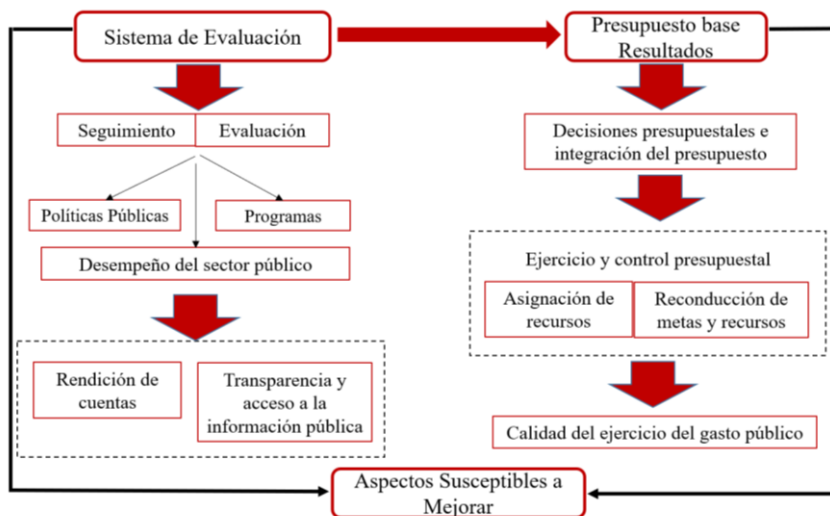 Sistema de Evaluación
Presupuesto base
Resultados
Seguimiento
Evaluación
Políticas Públicas
Programas
Desempeño del sector público
Rendición de
cuentas
Transparencia y
acceso a la
información pública
Decisiones presupuestales e
integración del presupuesto
Ejercicio y control presupuestal
Asignación de
recursos
Reconducción de
metas y recursos
Calidad del ejercicio del gasto público
Aspectos Susceptibles a
Mejorar